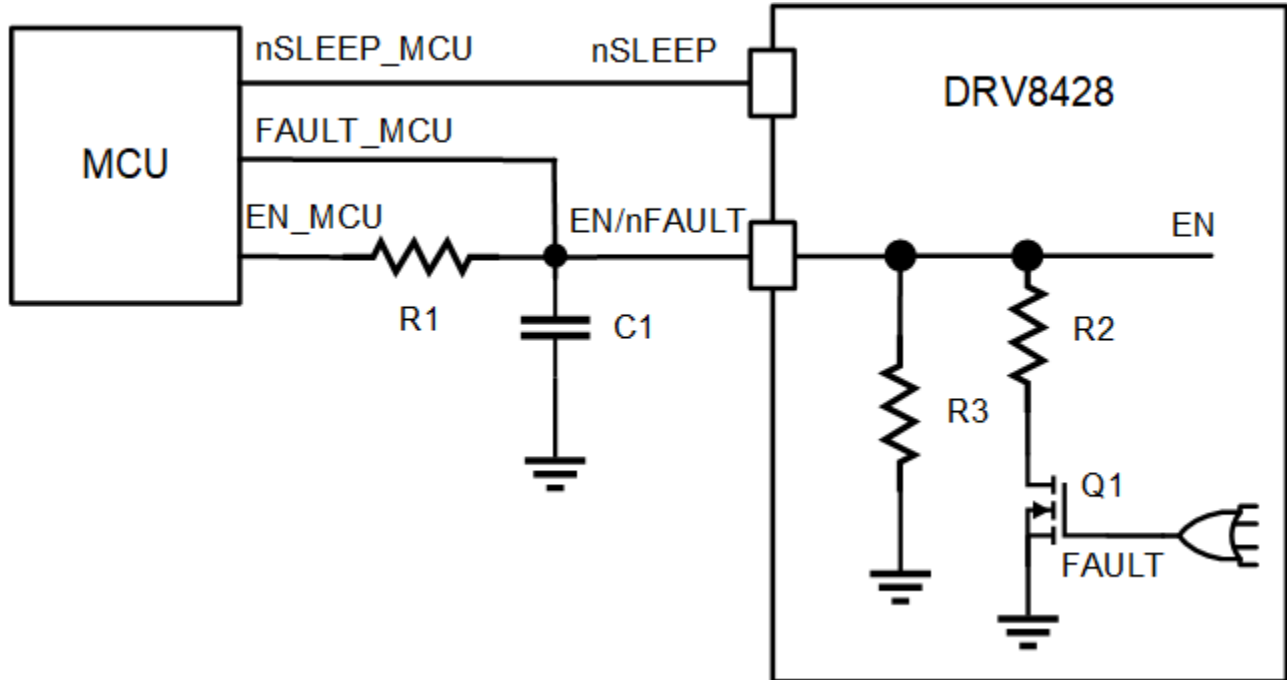 nSLEEP_MCU
nSLEEP
DRV8428
FAULT_MCU
MCU
EN_MCU
EN/nFAULT
EN
R1
C1
R2
R3
Q1
FAULT